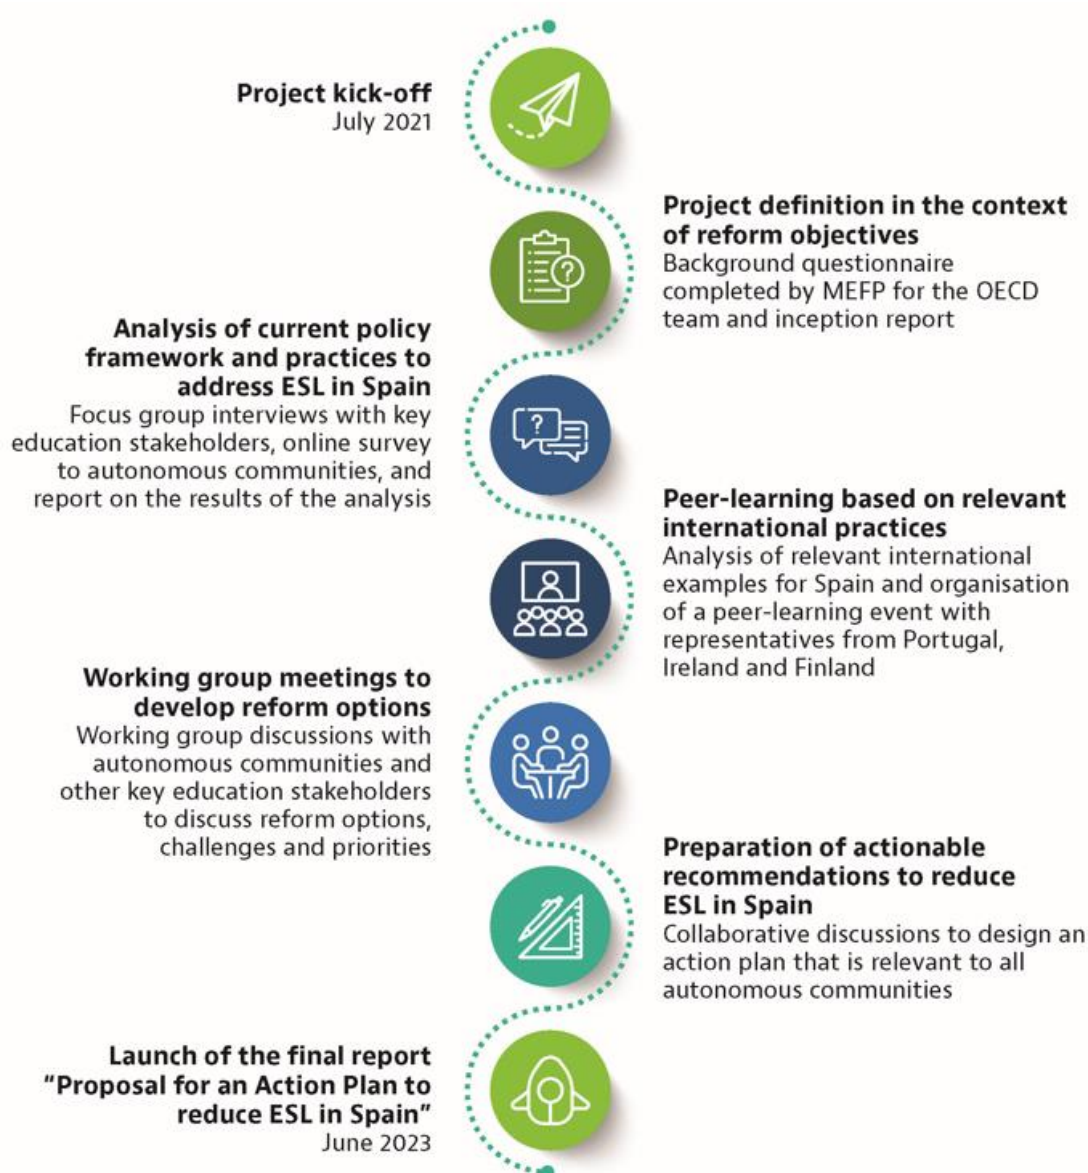 Project kick-off
July 2021
Project definition in the context
of reform objectives
Background questionnaire
completed by MEFP for the OECD
team and inception report
Analysis of current policy
framework and practices to
address ESL in Spain
Focus group interviews with key
education stakeholders, online survey
to autonomous communities, and
report on the results of the analysis
Peer-learning based on relevant
international practices
Analysis of relevant international
examples for Spain and organisation
of a peer-learning event with
representatives from Portugal,
Ireland and Finland
Working group meetings to
develop reform options
Working group discussions with
autonomous communities and
other key education stakeholders
to discuss reform options,
challenges and priorities
Preparation of actionable
recommendations to reduce
ESL in Spain
Collaborative discussions to design an
action plan that is relevant to all
autonomous communities
Launch of the final report
"Proposal for an Action Plan to
reduce ESL in Spain"
June 2023